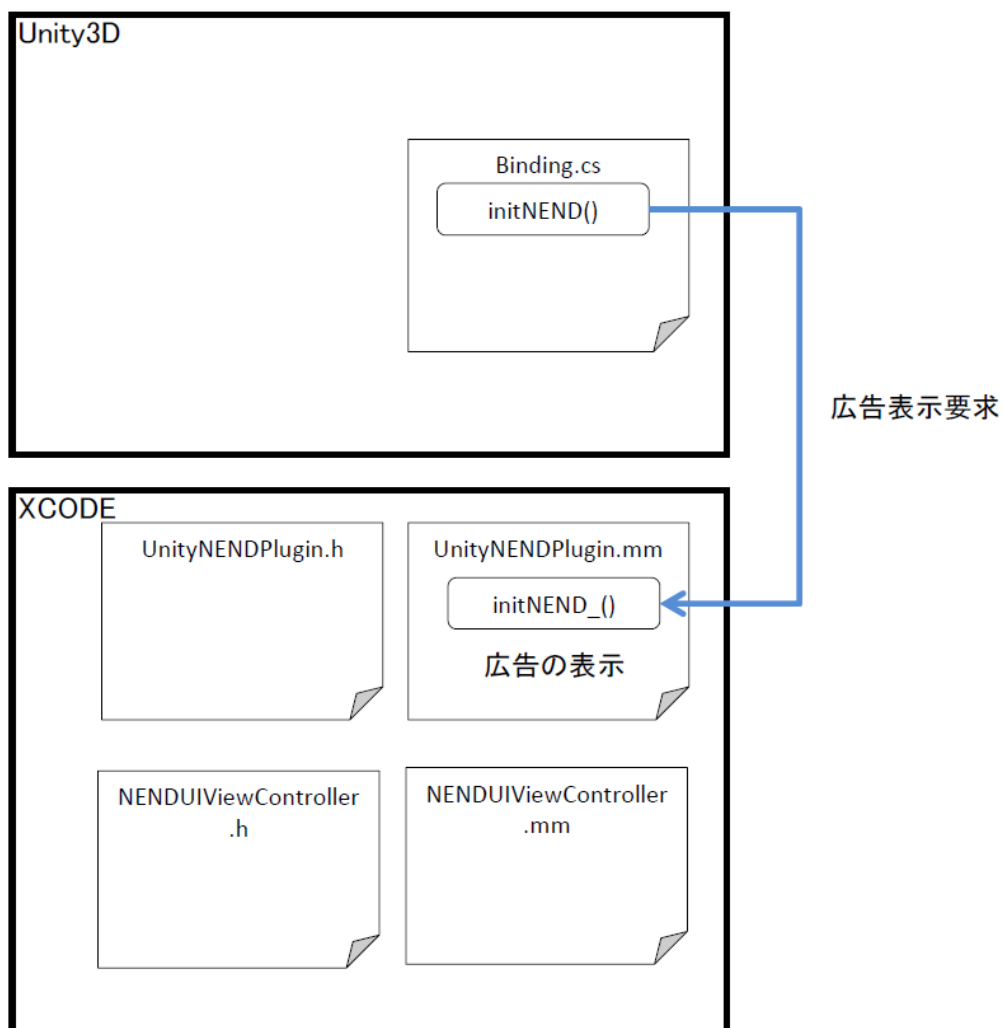 Unity3D
Binding.cs
initNEND()
広告表示要求
XCODE
UnityNENDPlugin.h
UnityNENDPlugin.mm
initNEND_()
広告の表示
NENDUIViewController
.h
NENDUIViewController
.mm